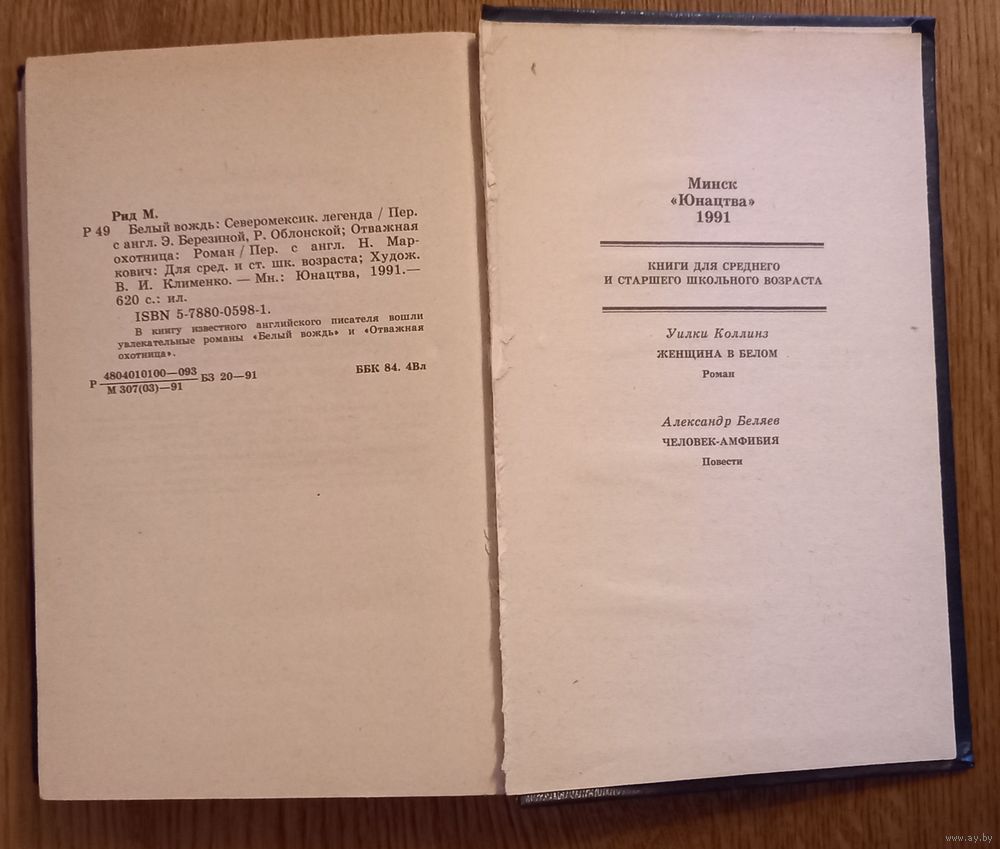 Рид М.
Р 49 Белый вождь: Северомексик. легенда / Пер.
с англ. Э. Березиной, Р. Облонской; Отважная
охотница: Роман / Пер. с англ. Н. Мар-
кович: Для сред. и ст. шк. возраста; Худож.
В. И. Клименко. — Мн.: Юнацтва, 1991.—
620 с.: ил.
ISBN 5-7880-0598-1.
В книгу известного английского писателя вошли
увлекательные романы «Белый вождь» и «Отважная
охотница».
Р 4804010100—093 БЗ 20—91
М 307(03)—91
ББК 84. 4Вл
Минск
«Юнацтва»
1991
КНИГИ ДЛЯ СРЕДНЕГО
И СТАРШЕГО ШКОЛЬНОГО ВОЗРАСТА
Уилки Коллинз
ЖЕНЩИНА В БЕЛОМ
Роман
Александр Беляев
ЧЕЛОВЕК-АМФИБИЯ
Повести
www.ay.by